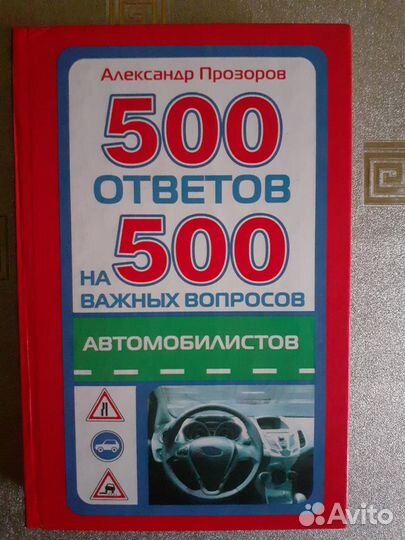 Александр Прозоров
500
ОТВЕТОВ
НА 500
ВАЖНЫХ ВОПРОСОВ
АВТОМОБИЛИСТОВ
Avito